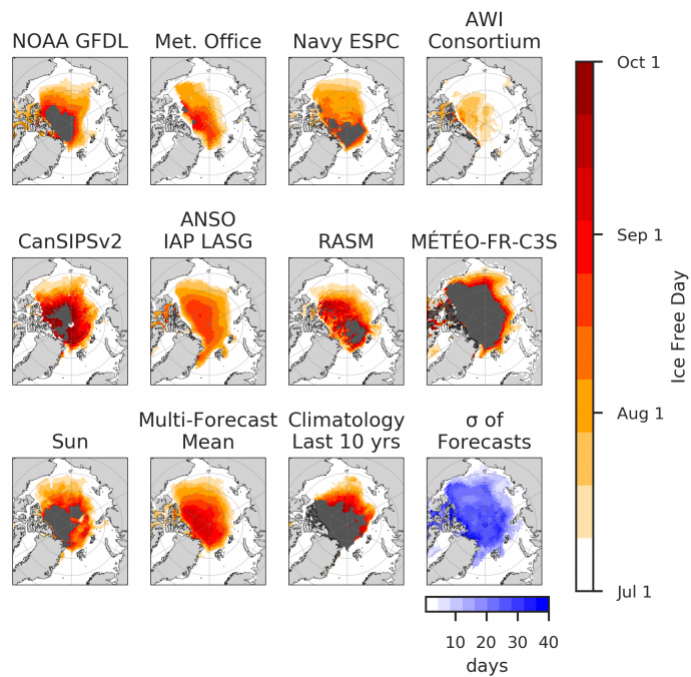 NOAA GFDL
Met. Office
Navy ESPC
AWI
Consortium
CanSIPSv2
ANSO
IAP LASG
RASM
MÉTÉO-FR-C3S
Sun
Multi-Forecast
Mean
Climatology
Last 10 yrs
σ of
Forecasts
Oct 1
Sep 1
Aug 1
Jul 1
Ice Free Day
10 20 30 40
days